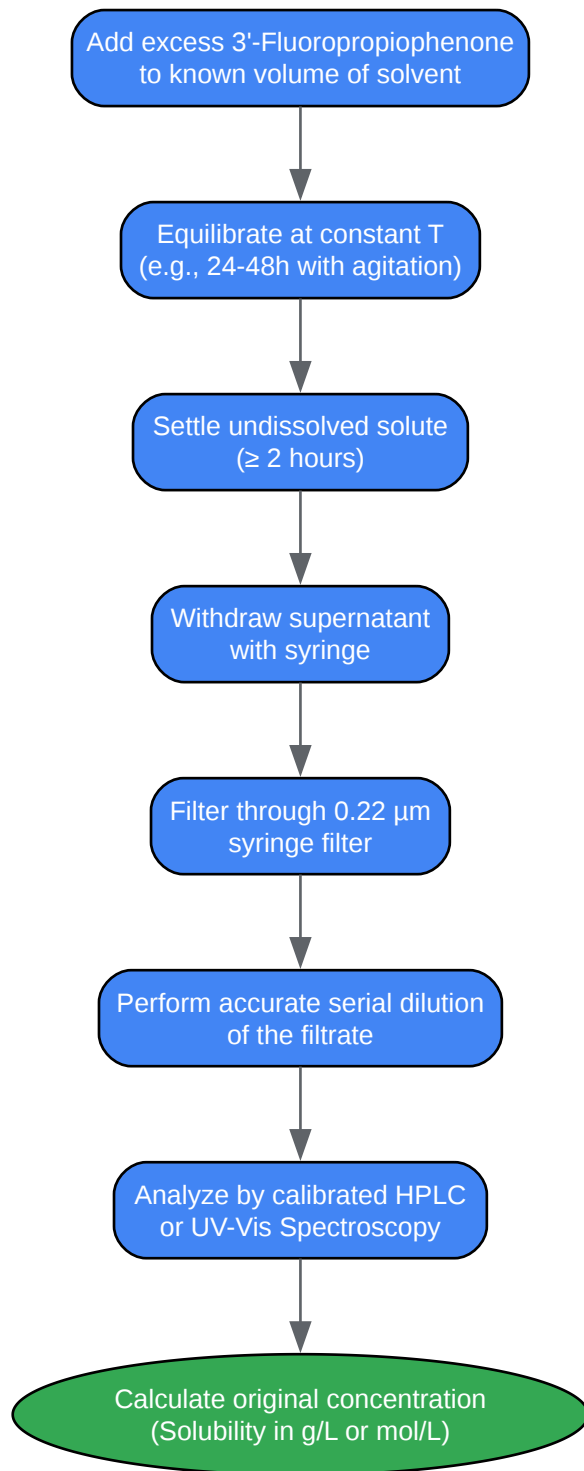 Add excess 3'-Fluoropropiophenone
to known volume of solvent
Equilibrate at constant T
(e.g., 24-48h with agitation)
Settle undissolved solute
(≥ 2 hours)
Withdraw supernatant
with syringe
Filter through 0.22 µm
syringe filter
Perform accurate serial dilution
of the filtrate
Analyze by calibrated HPLC
or UV-Vis Spectroscopy
Calculate original concentration
(Solubility in g/L or mol/L)